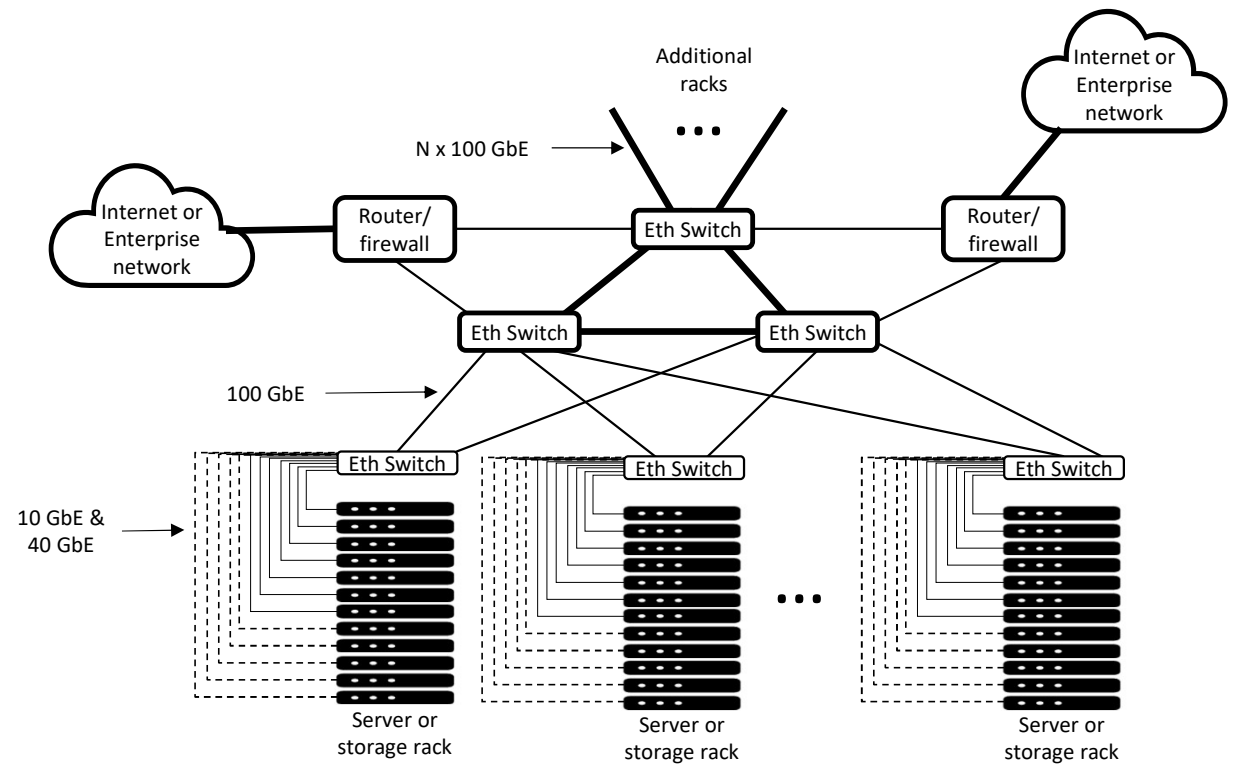 Additional
racks
Internet or
Enterprise
network
N x 100 GbE
Internet or
Enterprise
network
Router/
firewall
Eth Switch
Router/
firewall
Eth Switch
Eth Switch
100 GbE
Eth Switch
Eth Switch
Eth Switch
10 GbE &
40 GbE
Server or
storage rack
Server or
storage rack
Server or
storage rack